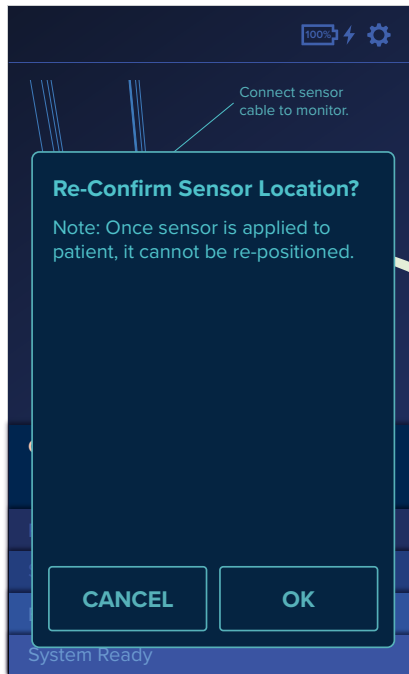 100%
Connect sensor
cable to monitor.
Re-Confirm Sensor Location?
Note: Once sensor is applied to
patient, it cannot be re-positioned.
CANCEL
OK
System Ready